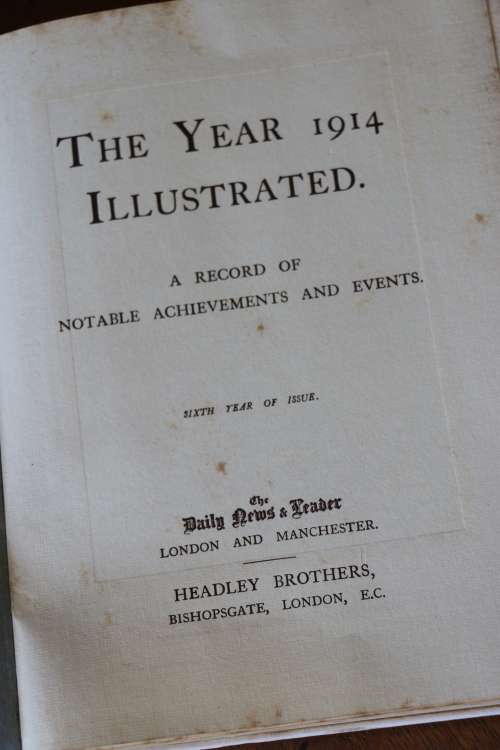 The Year 1914
Illustrated.
A RECORD OF
NOTABLE ACHIEVEMENTS AND EVENTS.
SIXTH YEAR OF ISSUE.
The
Daily News & Leader
LONDON AND MANCHESTER.
HEADLEY BROTHERS,
BISHOPSGATE, LONDON, E.C.